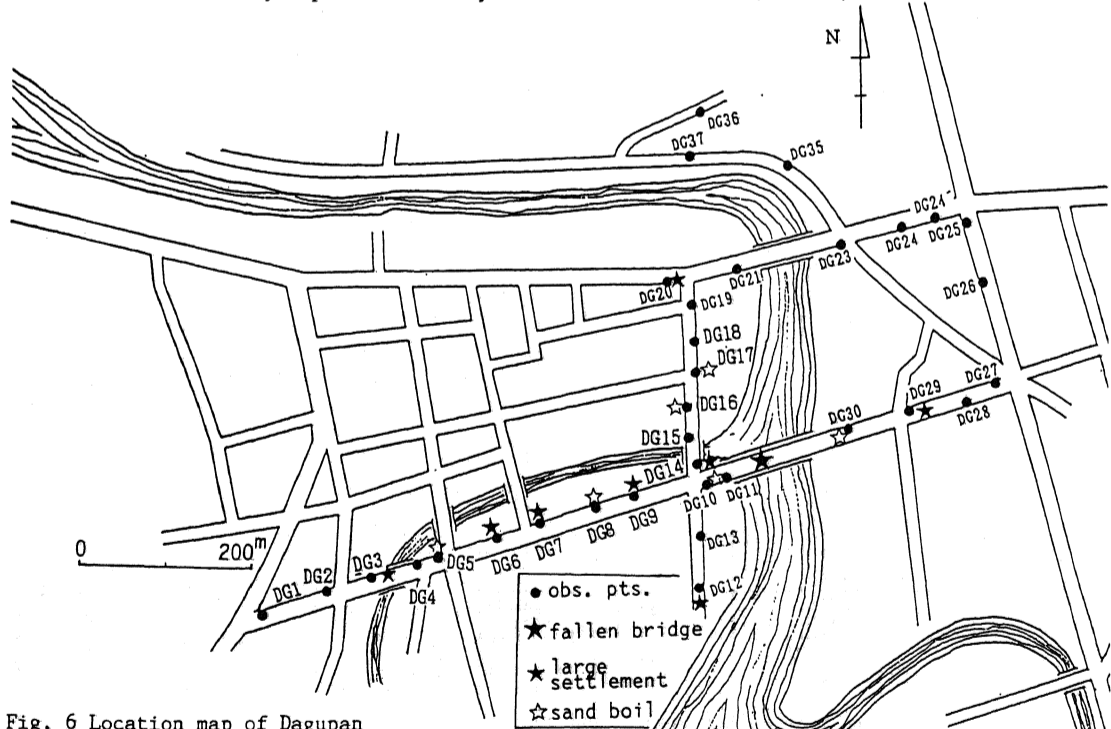 N
DG36
DG37
DG35
DG24'
DG24
DG25
DG23
DG21
DG20
DG26
DG19
DG18
DG17
DG16
DG27
DG29
DG28
DG30
DG15
DG14
DG10
DG11
DG9
DG8
DG7
DG6
DG5
DG13
DG12
0
200m
DG3
DG2
DG1
DG4
obs. pts.
fallen bridge
large
settlement
sand boil
Fig. 6 Location map of Dagupan